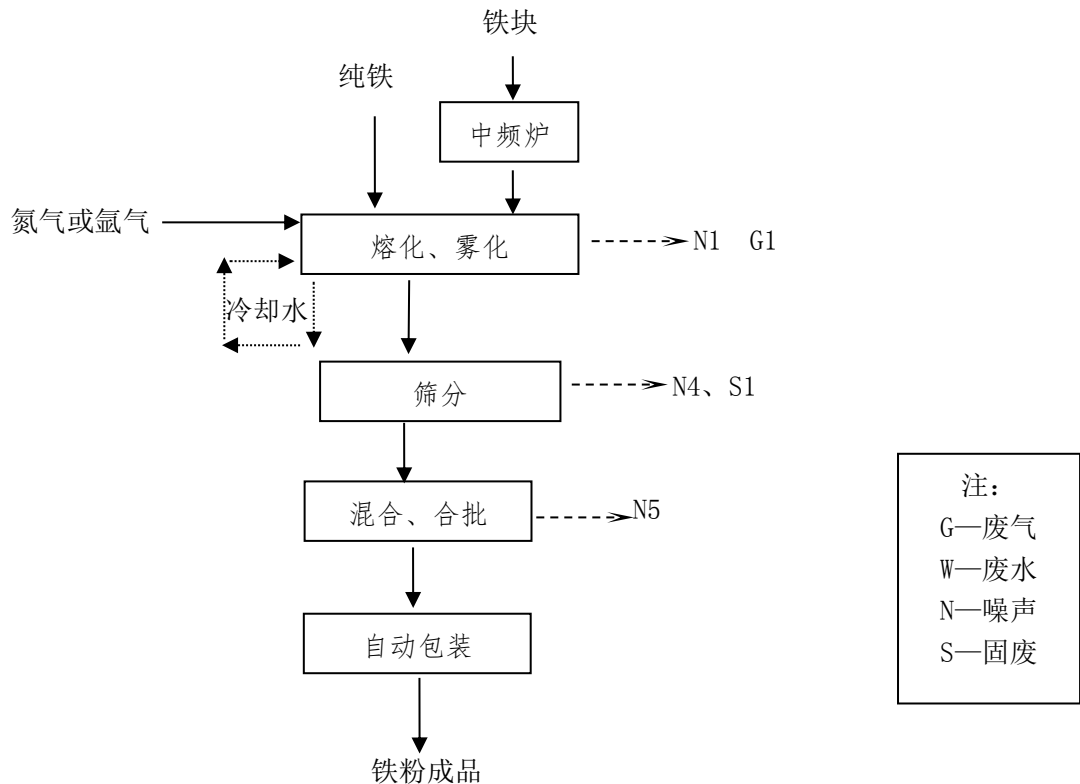 铁块
纯铁
中频炉
氮气或氩气
熔化、雾化
N1 G1
冷却水
筛分
N4、S1
混合、合批
N5
自动包装
铁粉成品
注：
G—废气
W—废水
N—噪声
S—固废